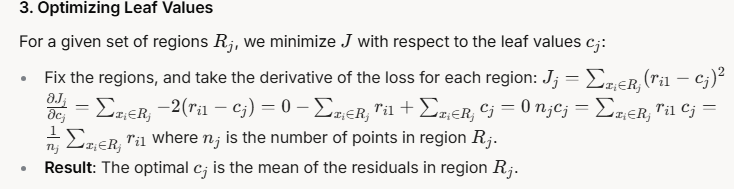 3. Optimizing Leaf Values
For a given set of regions $R_j$, we minimize $J$ with respect to the leaf values $c_j$:
• Fix the regions, and take the derivative of the loss for each region: $J_j = \sum_{x_i \in R_j} (r_{i1} - c_j)^2$
$\frac{\partial J_j}{\partial c_j} = \sum_{x_i \in R_j} -2(r_{i1} - c_j) = 0 - \sum_{x_i \in R_j} r_{i1} + \sum_{x_i \in R_j} c_j = 0 \; n_j c_j = \sum_{x_i \in R_j} r_{i1} \; c_j =$
$\frac{1}{n_j} \sum_{x_i \in R_j} r_{i1}$ where $n_j$ is the number of points in region $R_j$.
• Result: The optimal $c_j$ is the mean of the residuals in region $R_j$.